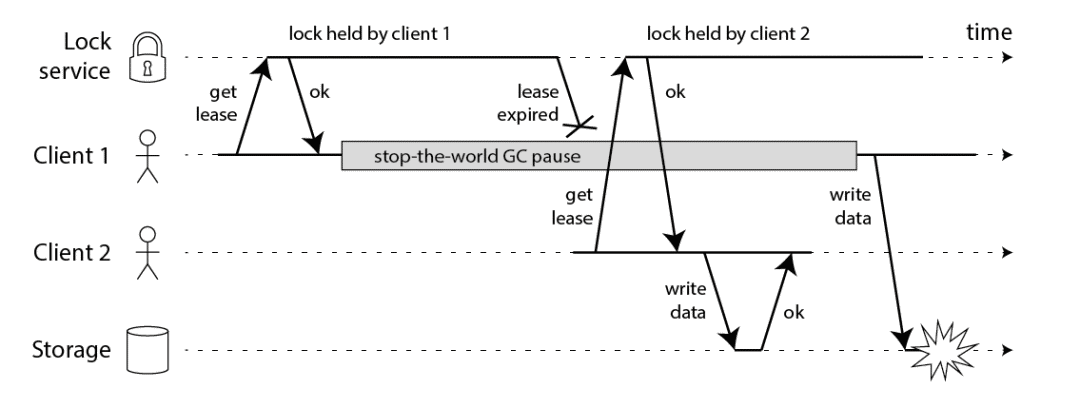 lock held by client 1
lock held by client 2
time
Lock
service
get
lease
ok
lease
expired
ok
Client 1
stop-the-world GC pause
get
lease
write
data
Client 2
write
data
ok
Storage